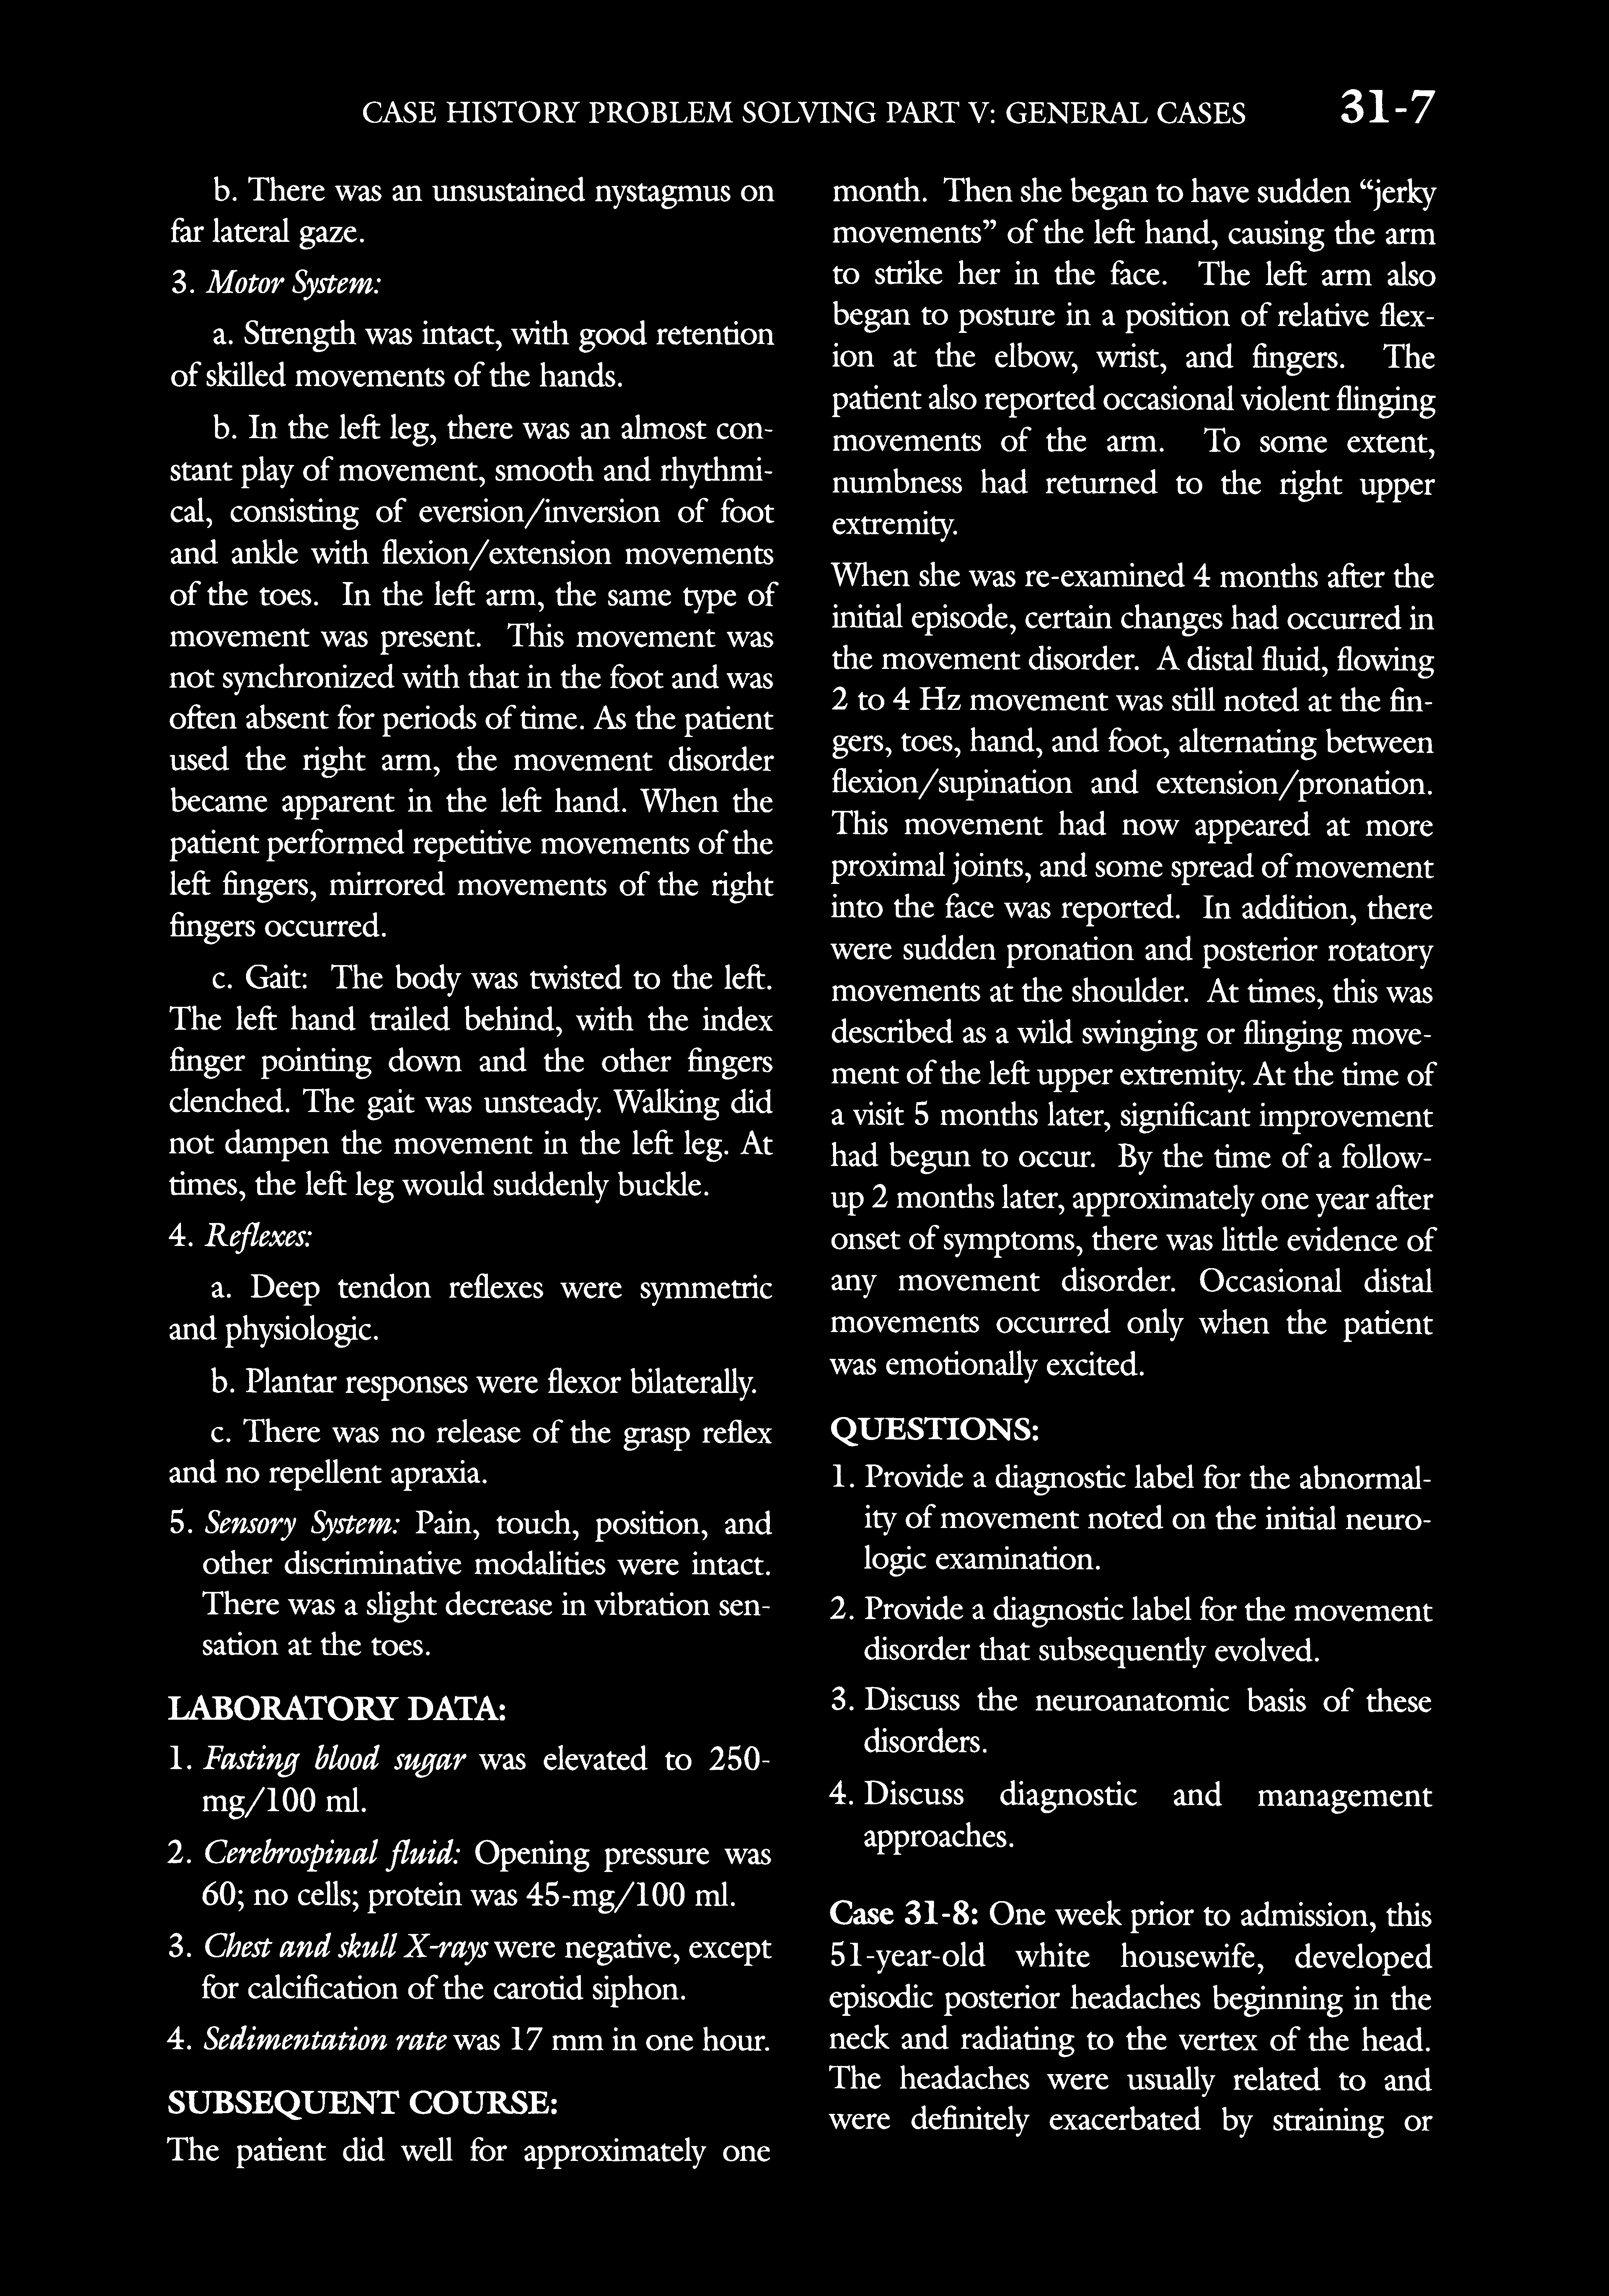 CASE HISTORY PROBLEM SOLVING PART V: GENERAL CASES 31-7
b. There was an unsustained nystagmus on
far lateral gaze.
3. Motor System:
a. Strength was intact, with good retention
of skilled movements of the hands.
b. In the left leg, there was an almost con-
stant play of movement, smooth and rhythmi-
cal, consisting of eversion/inversion of foot
and ankle with flexion/extension movements
of the toes. In the left arm, the same type of
movement was present. This movement was
not synchronized with that in the foot and was
often absent for periods of time. As the patient
used the right arm, the movement disorder
became apparent in the left hand. When the
patient performed repetitive movements of the
left fingers, mirrored movements of the right
fingers occurred.
c. Gait: The body was twisted to the left.
The left hand trailed behind, with the index
finger pointing down and the other fingers
clenched. The gait was unsteady. Walking did
not dampen the movement in the left leg. At
times, the left leg would suddenly buckle.
4. Reflexes:
a. Deep tendon reflexes were symmetric
and physiologic.
b. Plantar responses were flexor bilaterally.
c. There was no release of the grasp reflex
and no repellent apraxia.
5. Sensory System: Pain, touch, position, and
other discriminative modalities were intact.
There was a slight decrease in vibration sen-
sation at the toes.
LABORATORY DATA:
1. Fasting blood sugar was elevated to 250-
mg/100 ml.
2. Cerebrospinal fluid: Opening pressure was
60; no cells; protein was 45-mg/100 ml.
3. Chest and skull X-rays were negative, except
for calcification of the carotid siphon.
4. Sedimentation rate was 17 mm in one hour.
SUBSEQUENT COURSE:
The patient did well for approximately one
month. Then she began to have sudden “jerky
movements” of the left hand, causing the arm
to strike her in the face. The left arm also
began to posture in a position of relative flex-
ion at the elbow, wrist, and fingers. The
patient also reported occasional violent flinging
movements of the arm. To some extent,
numbness had returned to the right upper
extremity.
When she was re-examined 4 months after the
initial episode, certain changes had occurred in
the movement disorder. A distal fluid, flowing
2 to 4 Hz movement was still noted at the fin-
gers, toes, hand, and foot, alternating between
flexion/supination and extension/pronation.
This movement had now appeared at more
proximal joints, and some spread of movement
into the face was reported. In addition, there
were sudden pronation and posterior rotatory
movements at the shoulder. At times, this was
described as a wild swinging or flinging move-
ment of the left upper extremity. At the time of
a visit 5 months later, significant improvement
had begun to occur. By the time of a follow-
up 2 months later, approximately one year after
onset of symptoms, there was little evidence of
any movement disorder. Occasional distal
movements occurred only when the patient
was emotionally excited.
QUESTIONS:
1. Provide a diagnostic label for the abnormal-
ity of movement noted on the initial neuro-
logic examination.
2. Provide a diagnostic label for the movement
disorder that subsequently evolved.
3. Discuss the neuroanatomic basis of these
disorders.
4. Discuss diagnostic and management
approaches.
Case 31-8: One week prior to admission, this
51-year-old white housewife, developed
episodic posterior headaches beginning in the
neck and radiating to the vertex of the head.
The headaches were usually related to and
were definitely exacerbated by straining or